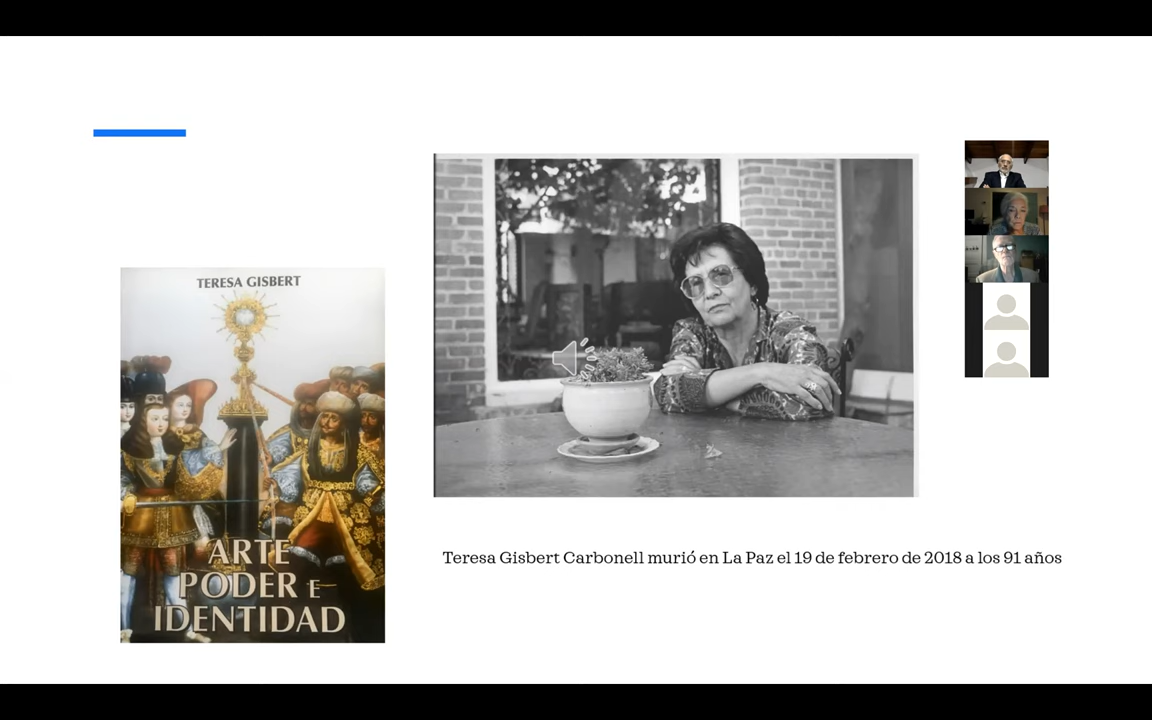 TERESA GISBERT
ARTE
PODER E
IDENTIDAD
Teresa Gisbert Carbonell murió en La Paz el 19 de febrero de 2018 a los 91 años